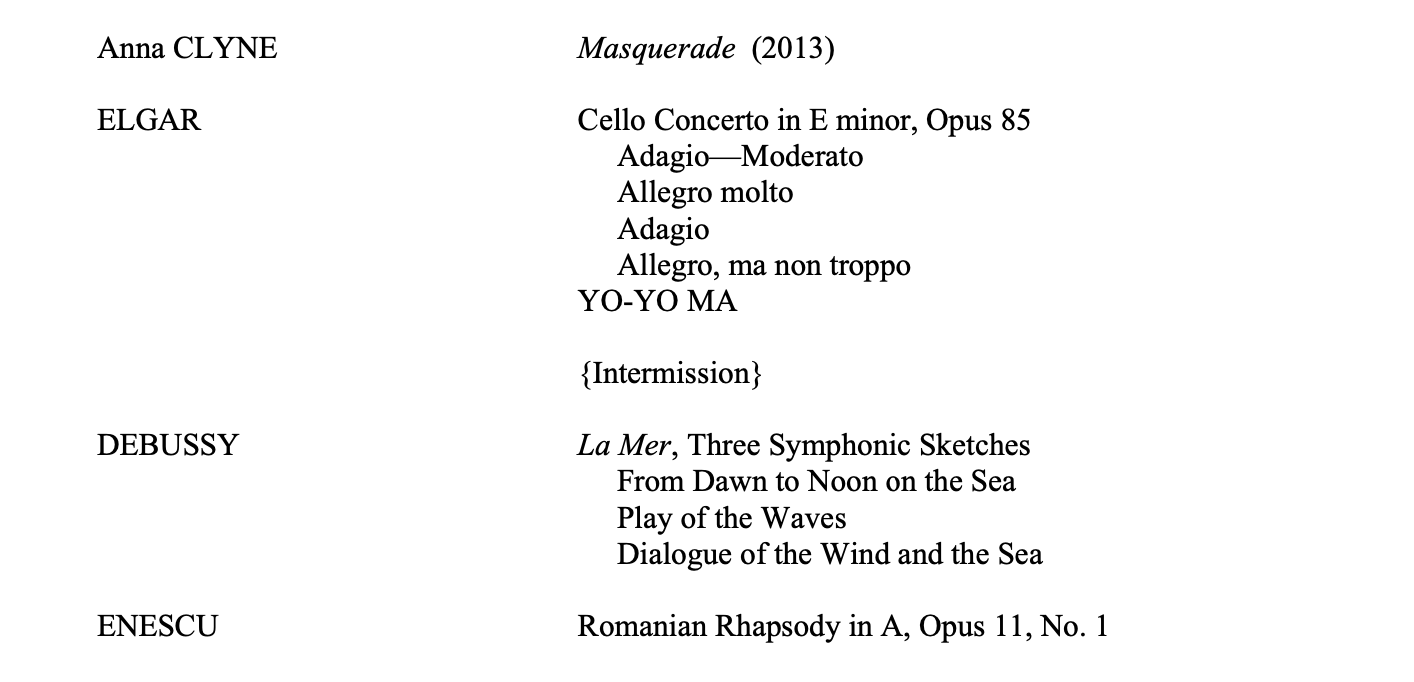 Anna CLYNE Masquerade (2013)
ELGAR Cello Concerto in E minor, Opus 85
Adagio—Moderato
Allegro molto
Adagio
Allegro, ma non troppo
YO-YO MA
{Intermission}
DEBUSSY La Mer, Three Symphonic Sketches
From Dawn to Noon on the Sea
Play of the Waves
Dialogue of the Wind and the Sea
ENESCU Romanian Rhapsody in A, Opus 11, No. 1